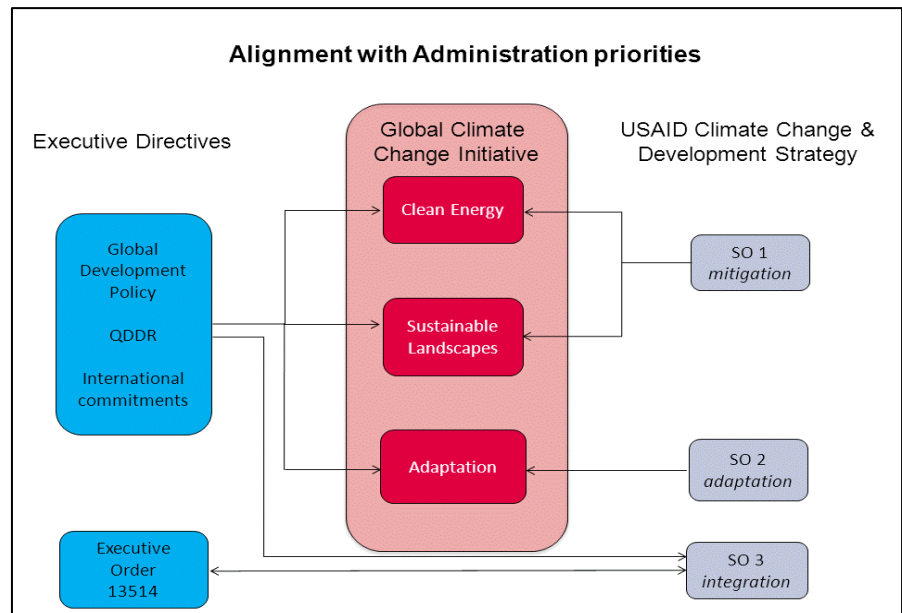 Alignment with Administration priorities
Executive Directives
Global Climate
Change Initiative
USAID Climate Change &
Development Strategy
Global
Development
Policy
QDDR
International
commitments
Clean Energy
Sustainable
Landscapes
Adaptation
SO 1
mitigation
SO 2
adaptation
Executive
Order
13514
SO 3
integration